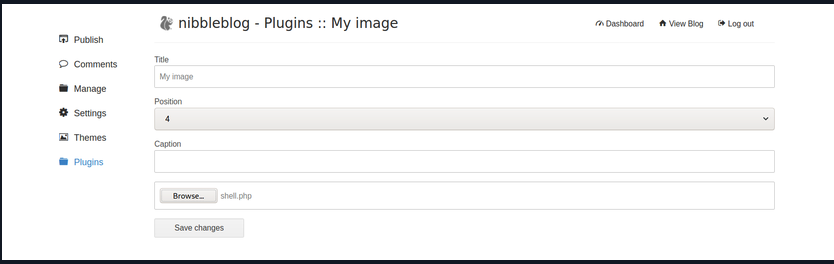 nibbleblog - Plugins :: My image
Dashboard
View Blog
Log out
Publish
Comments
Manage
Settings
Themes
Plugins
Title
My image
Position
4
Caption
Browse...
shell.php
Save changes